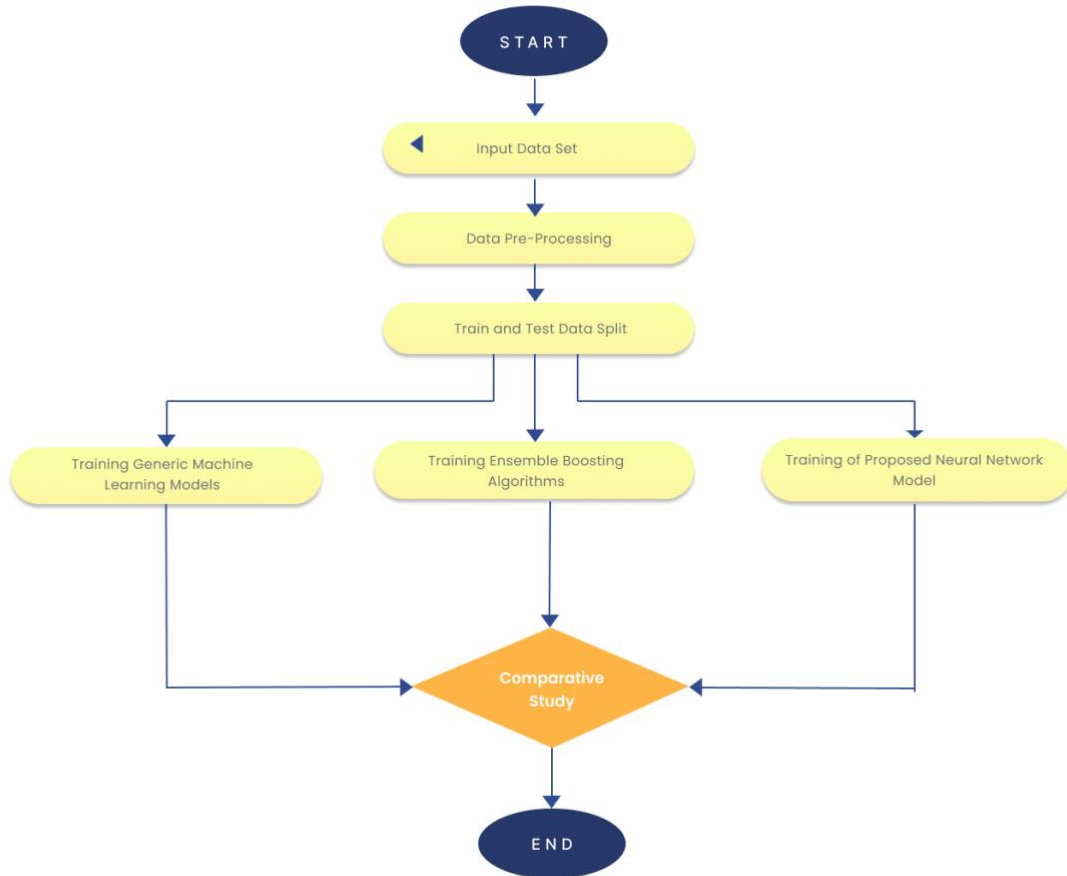 START
Input Data Set
Data Pre-Processing
Train and Test Data Split
Training Generic Machine
Learning Models
Training Ensemble Boosting
Algorithms
Training of Proposed Neural Network
Model
Comparative
Study
END